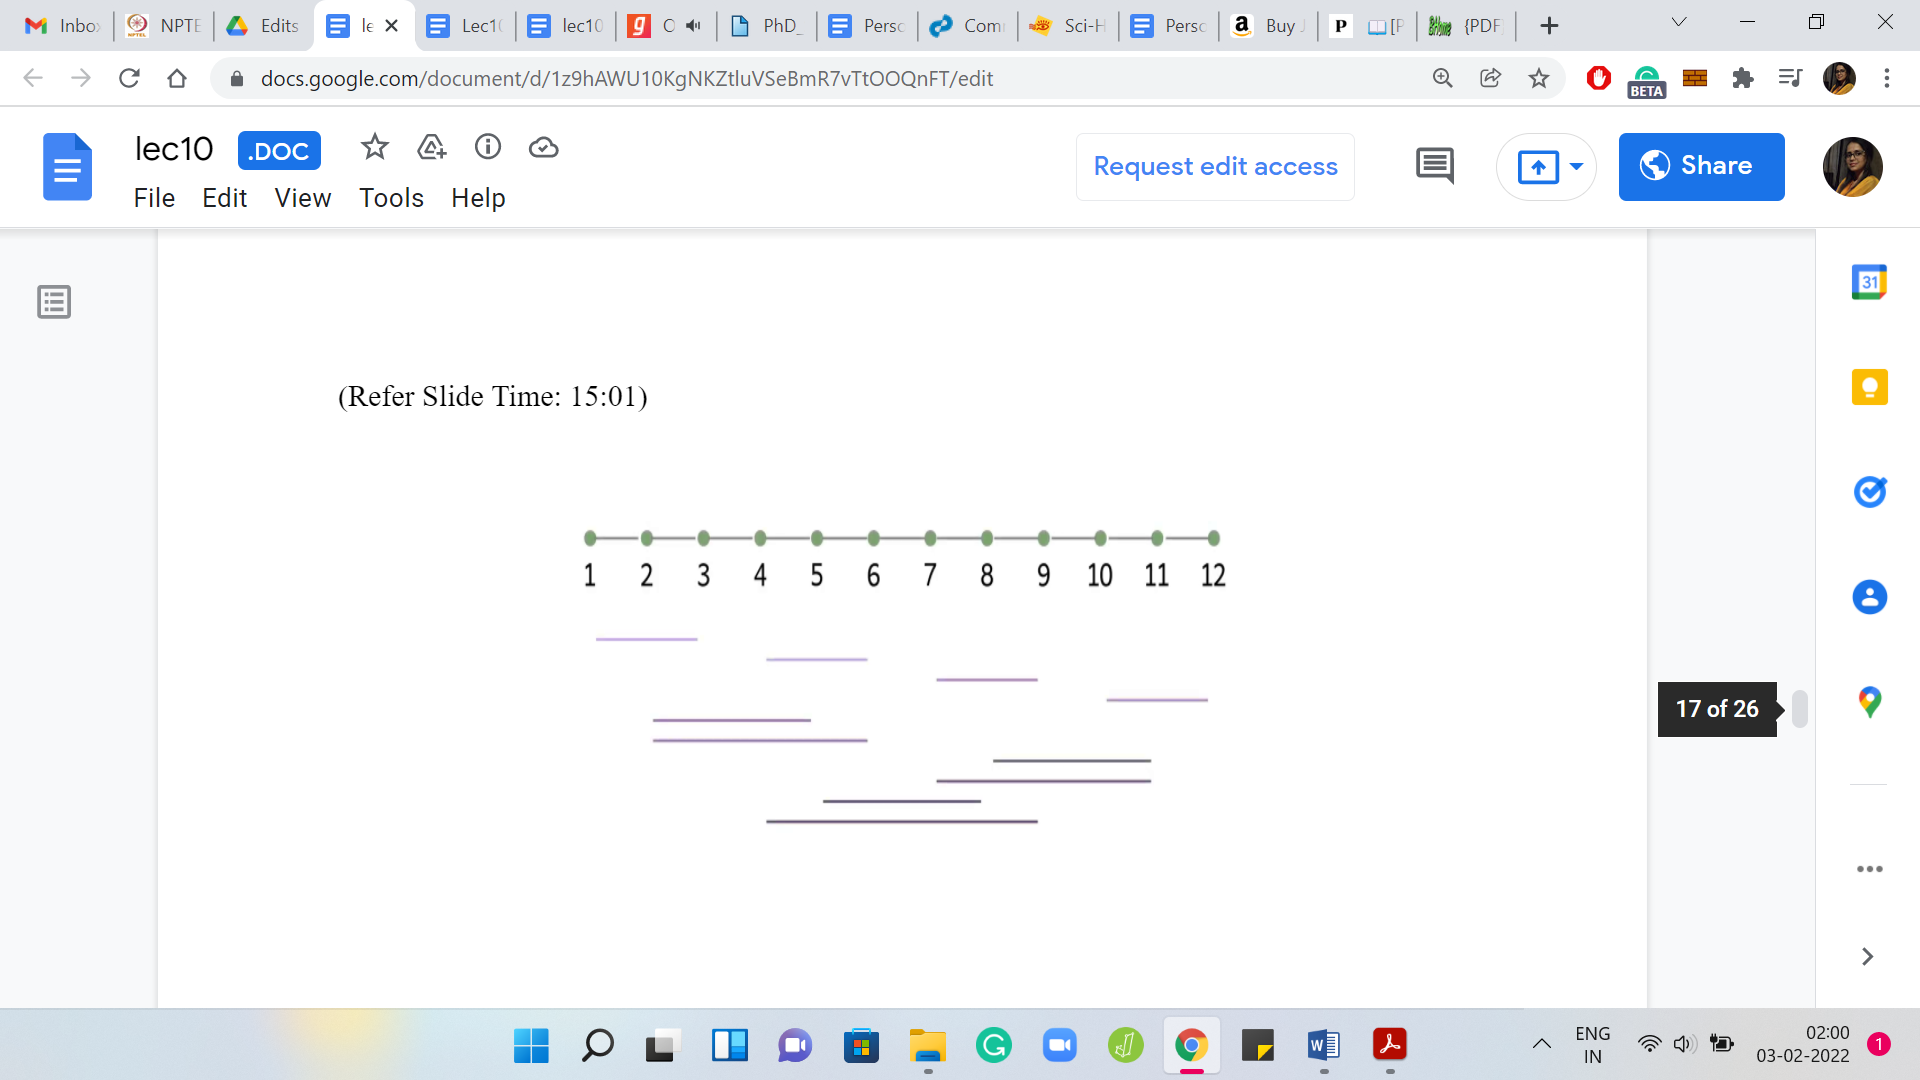 Inbo
NPTE
Edits
le
Lec1
lec10
PhD_
Perso
Com
Sci-H
Perso
Buy J
P
[P
{PDF
docs.google.com/document/d/1z9hAWU10KgNKZtluVSeBmR7vTtOOQnFT/edit
BETA
lec10 .DOC
File Edit View Tools Help
Request edit access
Share
31
(Refer Slide Time: 15:01)
1 2 3 4 5 6 7 8 9 10 11 12
17 of 26
ENG
IN
02:00
03-02-2022
1